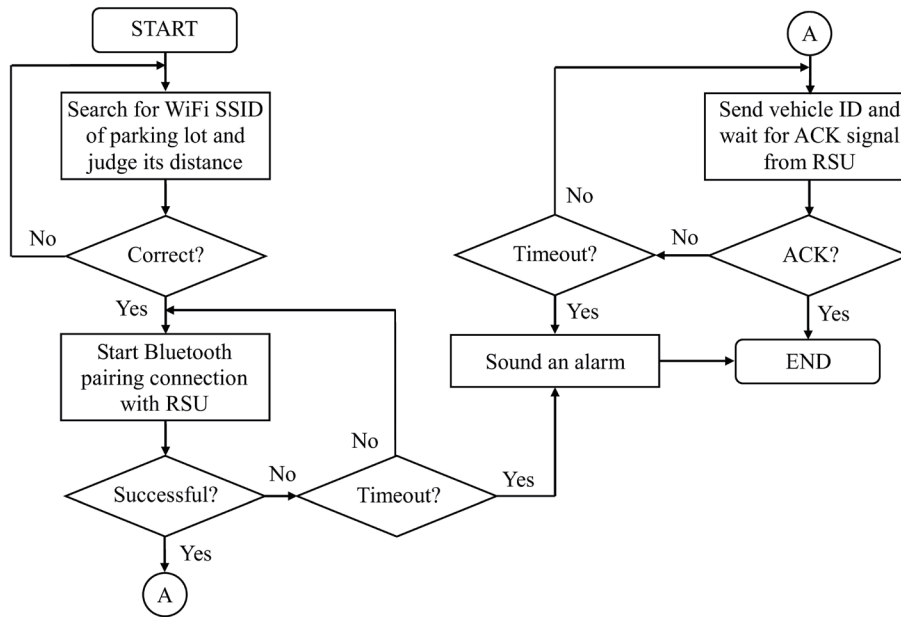 START
Search for WiFi SSID
of parking lot and
judge its distance
No
Correct?
Yes
Start Bluetooth
pairing connection
with RSU
No
Successful?
No
Timeout?
Yes
Yes
A
A
Send vehicle ID and
wait for ACK signal
from RSU
No
Timeout?
No
ACK?
Yes
Yes
Sound an alarm
END